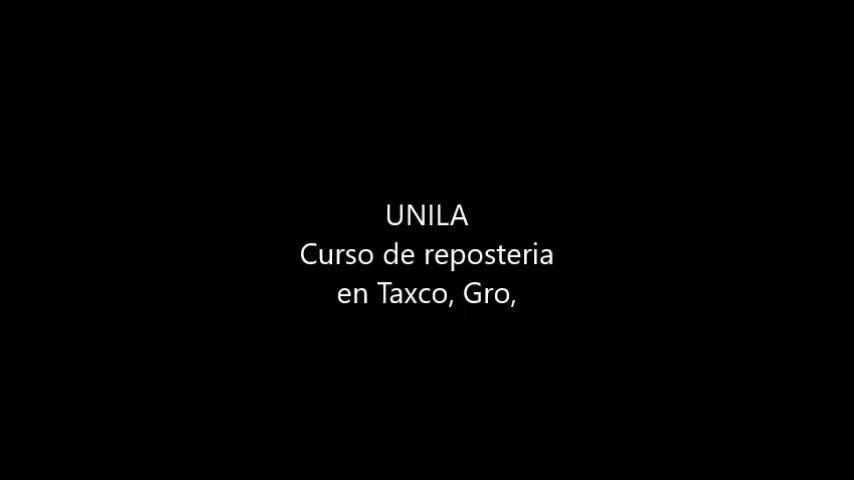 UNILA
Curso de reposteria
en Taxco, Gro,